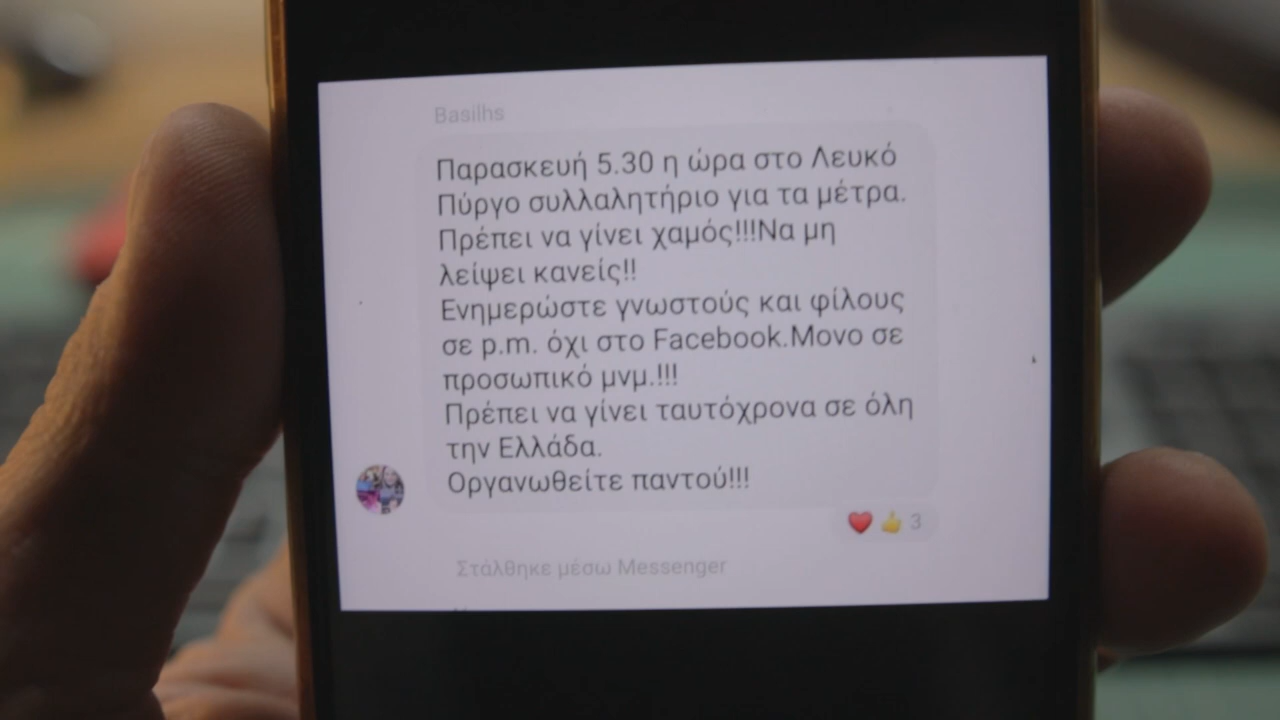 Basilhs
Παρασκευή 5.30 η ώρα στο Λευκό
Πύργο συλλαλητήριο για τα μέτρα.
Πρέπει να γίνει χαμός!!!Να μη
λείψει κανείς!!
Ενημερώστε γνωστούς και φίλους
σε p.m. όχι στο Facebook.Μονο σε
προσωπικό μνμ.!!!
Πρέπει να γίνει ταυτόχρονα σε όλη
την Ελλάδα.
Οργανωθείτε παντού!!!
3
Στάλθηκε μέσω Messenger